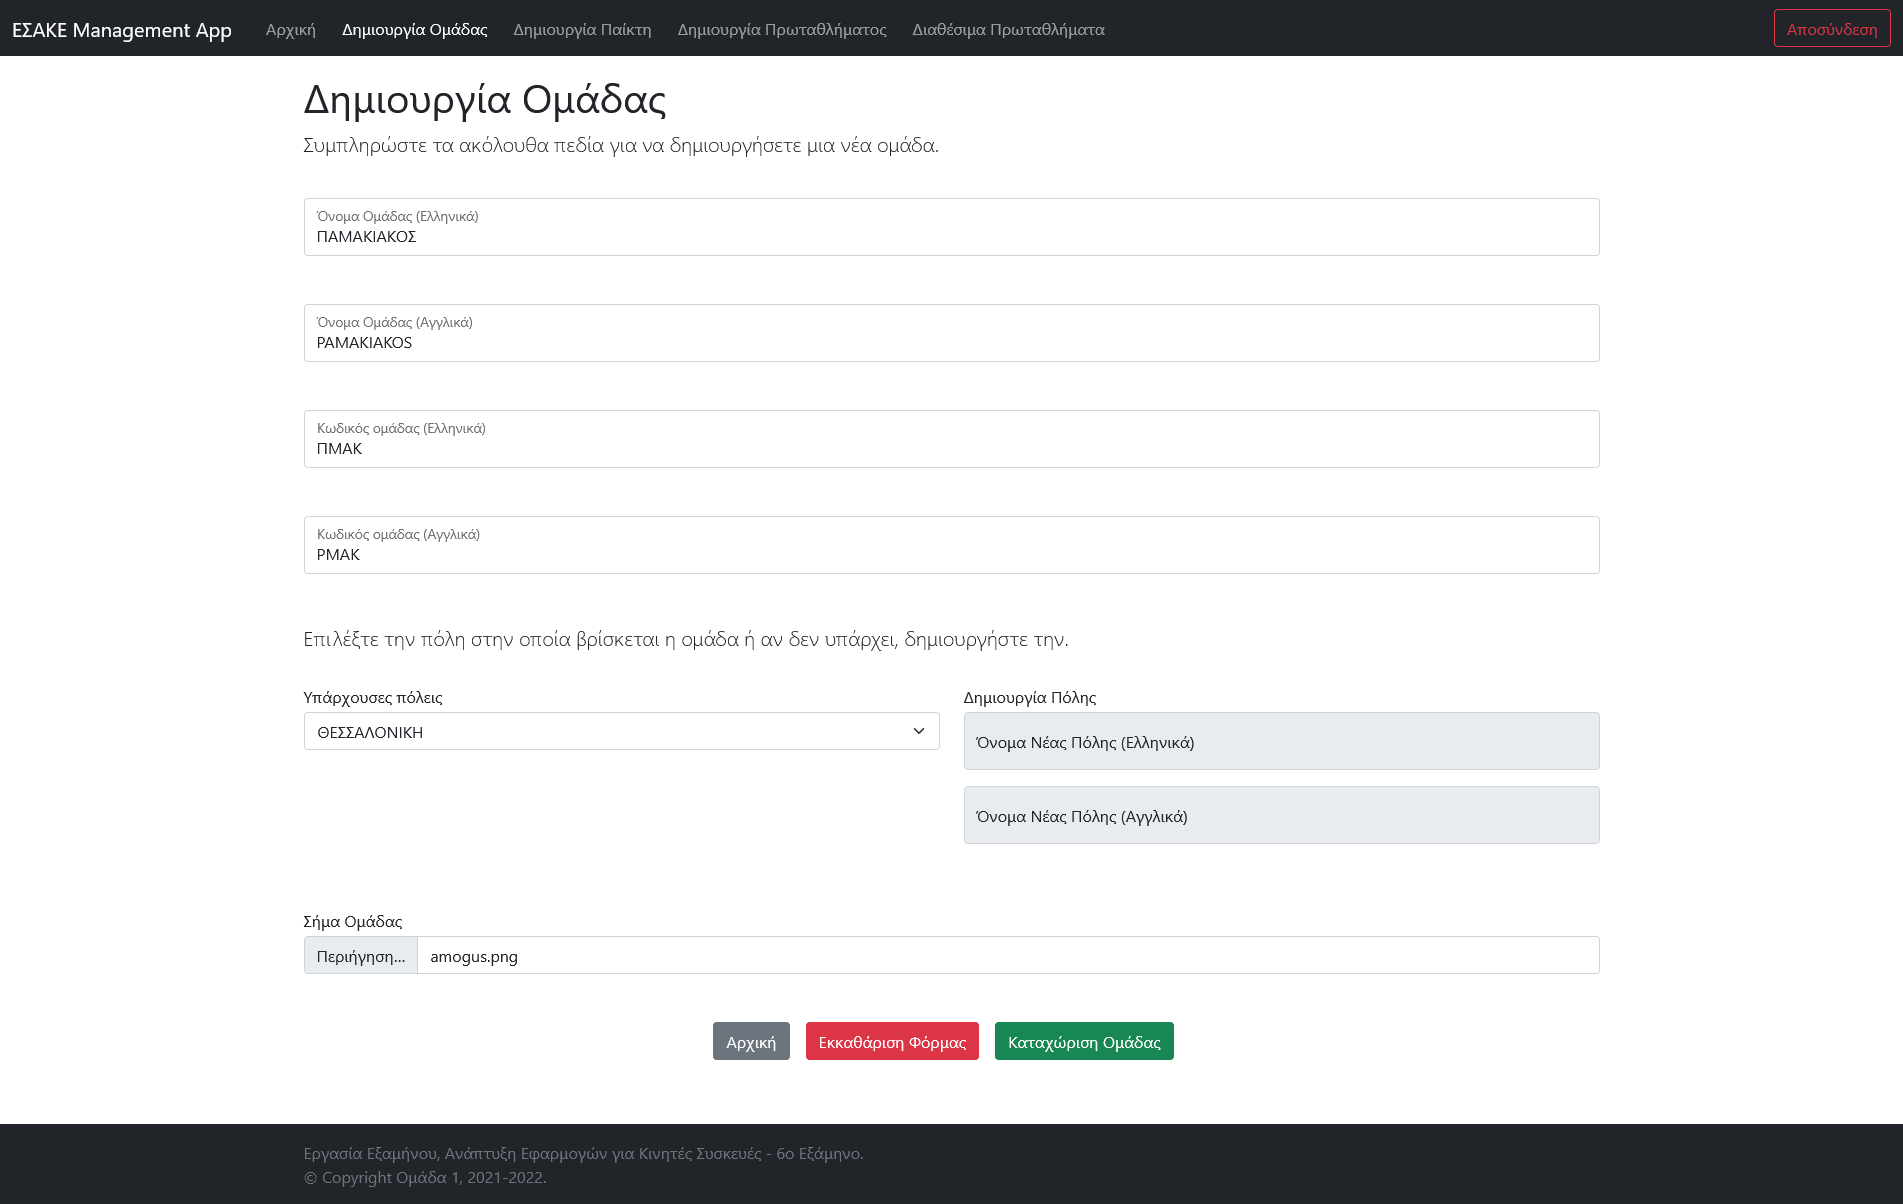 ΕΣΑΚΕ Management App Αρχική Δημιουργία Ομάδας Δημιουργία Παίκτη Δημιουργία Πρωταθλήματος Διαθέσιμα Πρωταθλήματα Αποσύνδεση
Δημιουργία Ομάδας
Συμπληρώστε τα ακόλουθα πεδία για να δημιουργήσετε μια νέα ομάδα.
Όνομα Ομάδας (Ελληνικά)
ΠΑΜΑΚΙΑΚΟΣ
Όνομα Ομάδας (Αγγλικά)
PAMAKIAKOS
Κωδικός ομάδας (Ελληνικά)
ΠΜΑΚ
Κωδικός ομάδας (Αγγλικά)
PMAK
Επιλέξτε την πόλη στην οποία βρίσκεται η ομάδα ή αν δεν υπάρχει, δημιουργήστε την.
Υπάρχουσες πόλεις
ΘΕΣΣΑΛΟΝΙΚΗ
Δημιουργία Πόλης
Όνομα Νέας Πόλης (Ελληνικά)
Όνομα Νέας Πόλης (Αγγλικά)
Σήμα Ομάδας
Περιήγηση... amogus.png
Αρχική Εκκαθάριση Φόρμας Καταχώριση Ομάδας
Εργασία Εξαμήνου, Ανάπτυξη Εφαρμογών για Κινητές Συσκευές - 6ο Εξάμηνο.
© Copyright Ομάδα 1, 2021-2022.